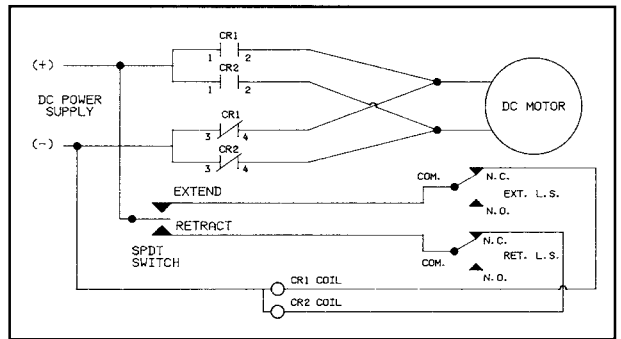 CR1
1 2
(+)
CR2
1 2
DC POWER
SUPPLY
DC MOTOR
CR1
3 4
(-)
CR2
3 4
COM.
N.C.
EXTEND
EXT. L.S.
N.O.
RETRACT
N.C.
SPDT
SWITCH
COM.
RET. L.S.
N.O.
CR1 COIL
CR2 COIL